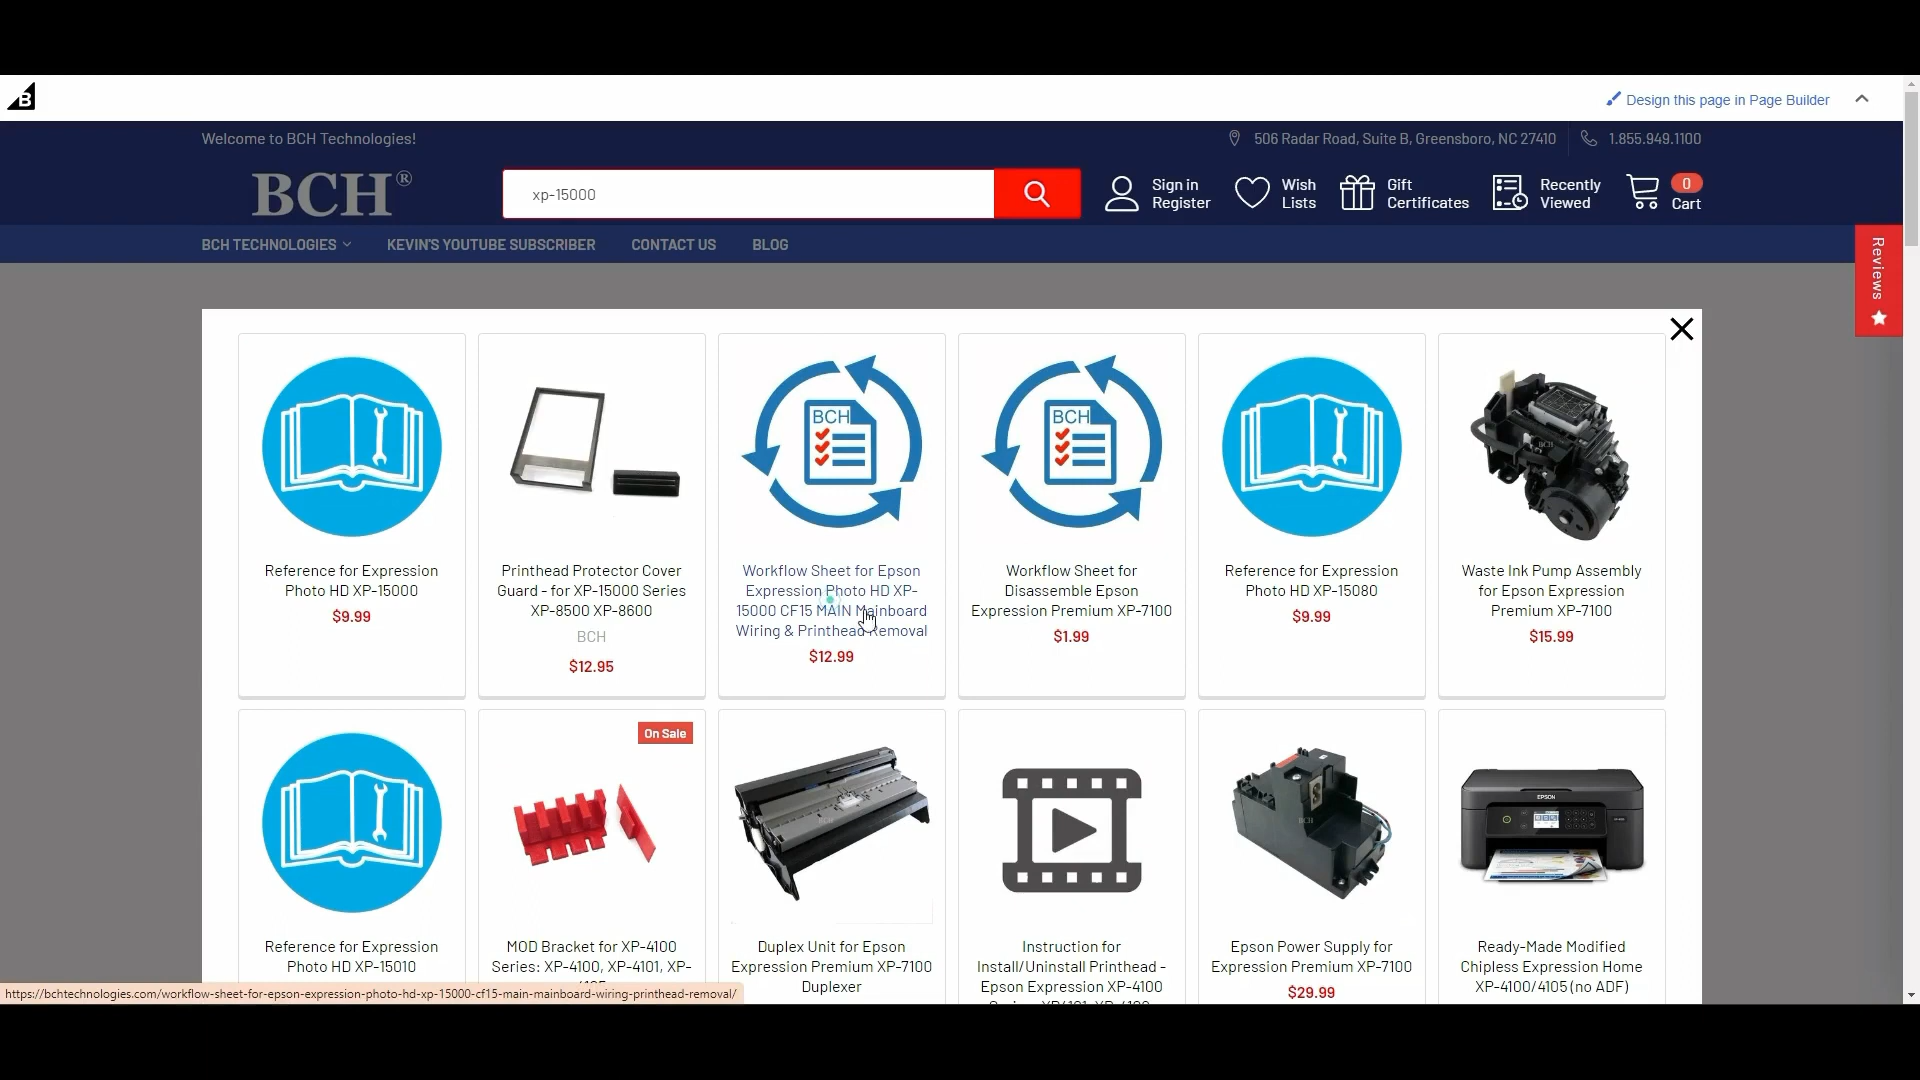 B
Design this page in Page Builder
Welcome to BCH Technologies!
506 Radar Road, Suite B, Greensboro, NC 27410
1.855.949.1100
BCH®
xp-15000
Sign in
Register
Wish
Lists
Gift
Certificates
Recently
Viewed
0
Cart
BCH TECHNOLOGIES
KEVIN'S YOUTUBE SUBSCRIBER
CONTACT US
BLOG
Reviews
BCH
BCH
Reference for Expression
Photo HD XP-15000
$9.99
Printhead Protector Cover
Guard - for XP-15000 Series
XP-8500 XP-8600
BCH
$12.95
Workflow Sheet for Epson
Expression Photo HD XP-
15000 CF15 MAIN Mainboard
Wiring & Printhead Removal
$12.99
Workflow Sheet for
Disassemble Epson
Expression Premium XP-7100
$1.99
Reference for Expression
Photo HD XP-15080
$9.99
Waste Ink Pump Assembly
for Epson Expression
Premium XP-7100
$15.99
On Sale
EPSON
Reference for Expression
Photo HD XP-15010
MOD Bracket for XP-4100
Series: XP-4100, XP-4101, XP-
Duplex Unit for Epson
Expression Premium XP-7100
Duplexer
Instruction for
Install/Uninstall Printhead -
Epson Expression XP-4100
Epson Power Supply for
Expression Premium XP-7100
$29.99
Ready-Made Modified
Chipless Expression Home
XP-4100/4105 (no ADF)
https://bchtechnologies.com/workflow-sheet-for-epson-expression-photo-hd-xp-15000-cf15-main-mainboard-wiring-printhead-removal/